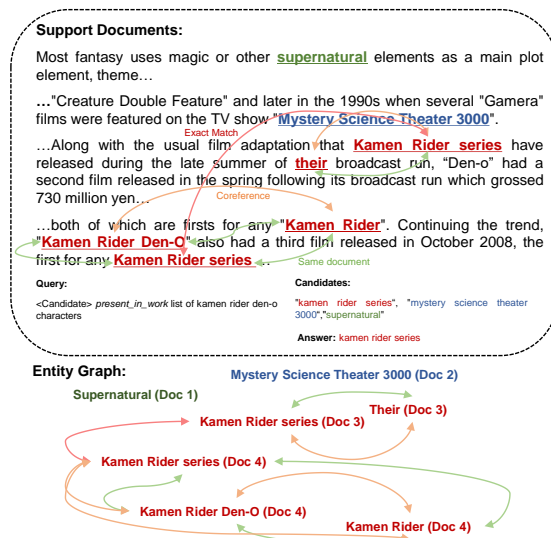 Support Documents:
Most fantasy uses magic or other supernatural elements as a main plot
element, theme…
…"Creature Double Feature" and later in the 1990s when several "Gamera"
films were featured on the TV show "Mystery Science Theater 3000".
Exact Match
…Along with the usual film adaptation that Kamen Rider series have
released during the late summer of their broadcast run, “Den-o” had a
second film released in the spring following its broadcast run which grossed
730 million yen…
Coreference
…both of which are firsts for any "Kamen Rider". Continuing the trend,
"Kamen Rider Den-O" also had a third film released in October 2008, the
first for any Kamen Rider series …
Same document
Query:
<Candidate> present_in_work list of kamen rider den-o
characters
Candidates:
"kamen rider series", "mystery science theater
3000","supernatural"
Answer: kamen rider series
Entity Graph:
Mystery Science Theater 3000 (Doc 2)
Supernatural (Doc 1)
Their (Doc 3)
Kamen Rider series (Doc 3)
Kamen Rider series (Doc 4)
Kamen Rider Den-O (Doc 4)
Kamen Rider (Doc 4)